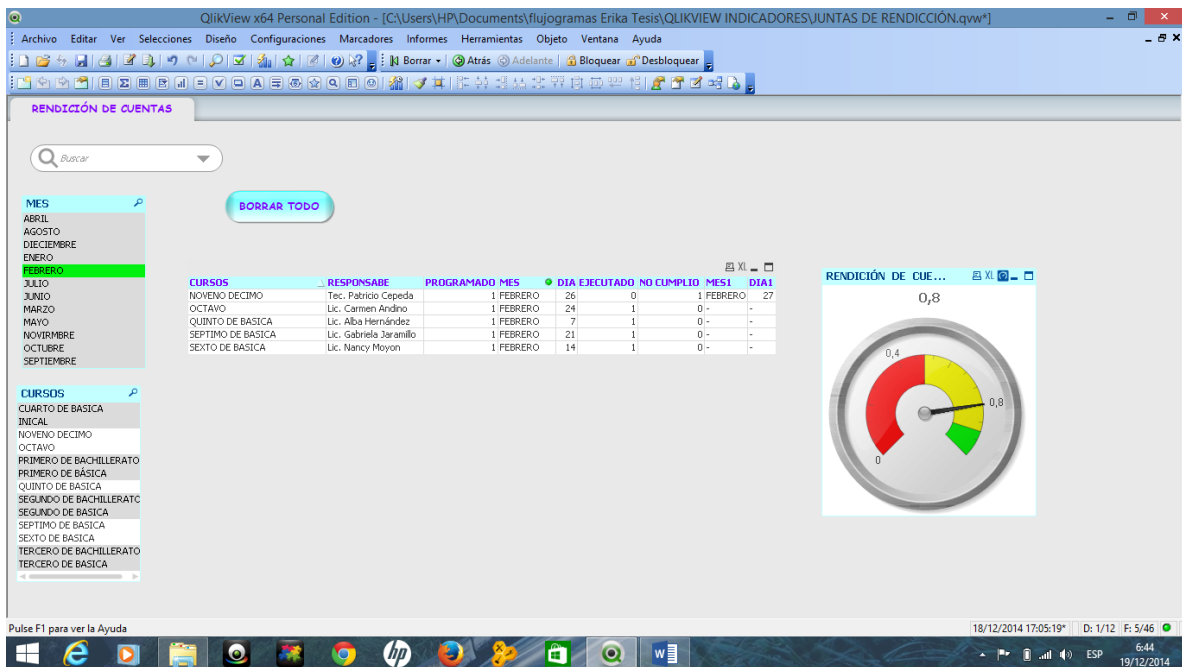 QlikView x64 Personal Edition - [C:\Users\HP\Documents\flujogramas Erika Tesis\QLIKVIEW INDICADORES\JUNTAS DE RENDICCIÓN.qvw*]
Archivo Editar Ver Selecciones Diseño Configuraciones Marcadores Informes Herramientas Objeto Ventana Ayuda
Borrar Atrás Adelante Bloquear Desbloquear
RENDICIÓN DE CUENTAS
Buscar
BORRAR TODO
MES
ABRIL
AGOSTO
DIECIEMBRE
ENERO
FEBRERO
JULIO
JUNIO
MARZO
MAYO
NOVIRMBRE
OCTUBRE
SEPTIEMBRE
CURSOS
CUARTO DE BASICA
INICAL
NOVENO DECIMO
OCTAVO
PRIMERO DE BACHILLERATO
PRIMERO DE BÁSICA
QUINTO DE BASICA
SEGUNDO DE BACHILLERATC
SEGUNDO DE BASICA
SEPTIMO DE BASICA
SEXTO DE BASICA
TERCERO DE BACHILLERATO
TERCERO DE BASICA
XL
CURSOS RESPONSABE PROGRAMADO MES DIA EJECUTADO NO CUMPLIO MES1 DIA1
NOVENO DECIMO Tec. Patricio Cepeda 1 FEBRERO 26 0 1 FEBRERO 27
OCTAVO Lic. Carmen Andino 1 FEBRERO 24 1 0 - -
QUINTO DE BASICA Lic. Alba Hernández 1 FEBRERO 7 1 0 - -
SEPTIMO DE BASICA Lic. Gabriela Jaramillo 1 FEBRERO 21 1 0 - -
SEXTO DE BASICA Lic. Nancy Moyon 1 FEBRERO 14 1 0 - -
RENDICIÓN DE CUE... XL
0,8
0,4
0,8
0
Pulse F1 para ver la Ayuda
18/12/2014 17:05:19* D: 1/12 F: 5/46
hp
ESP
6:44
19/12/2014